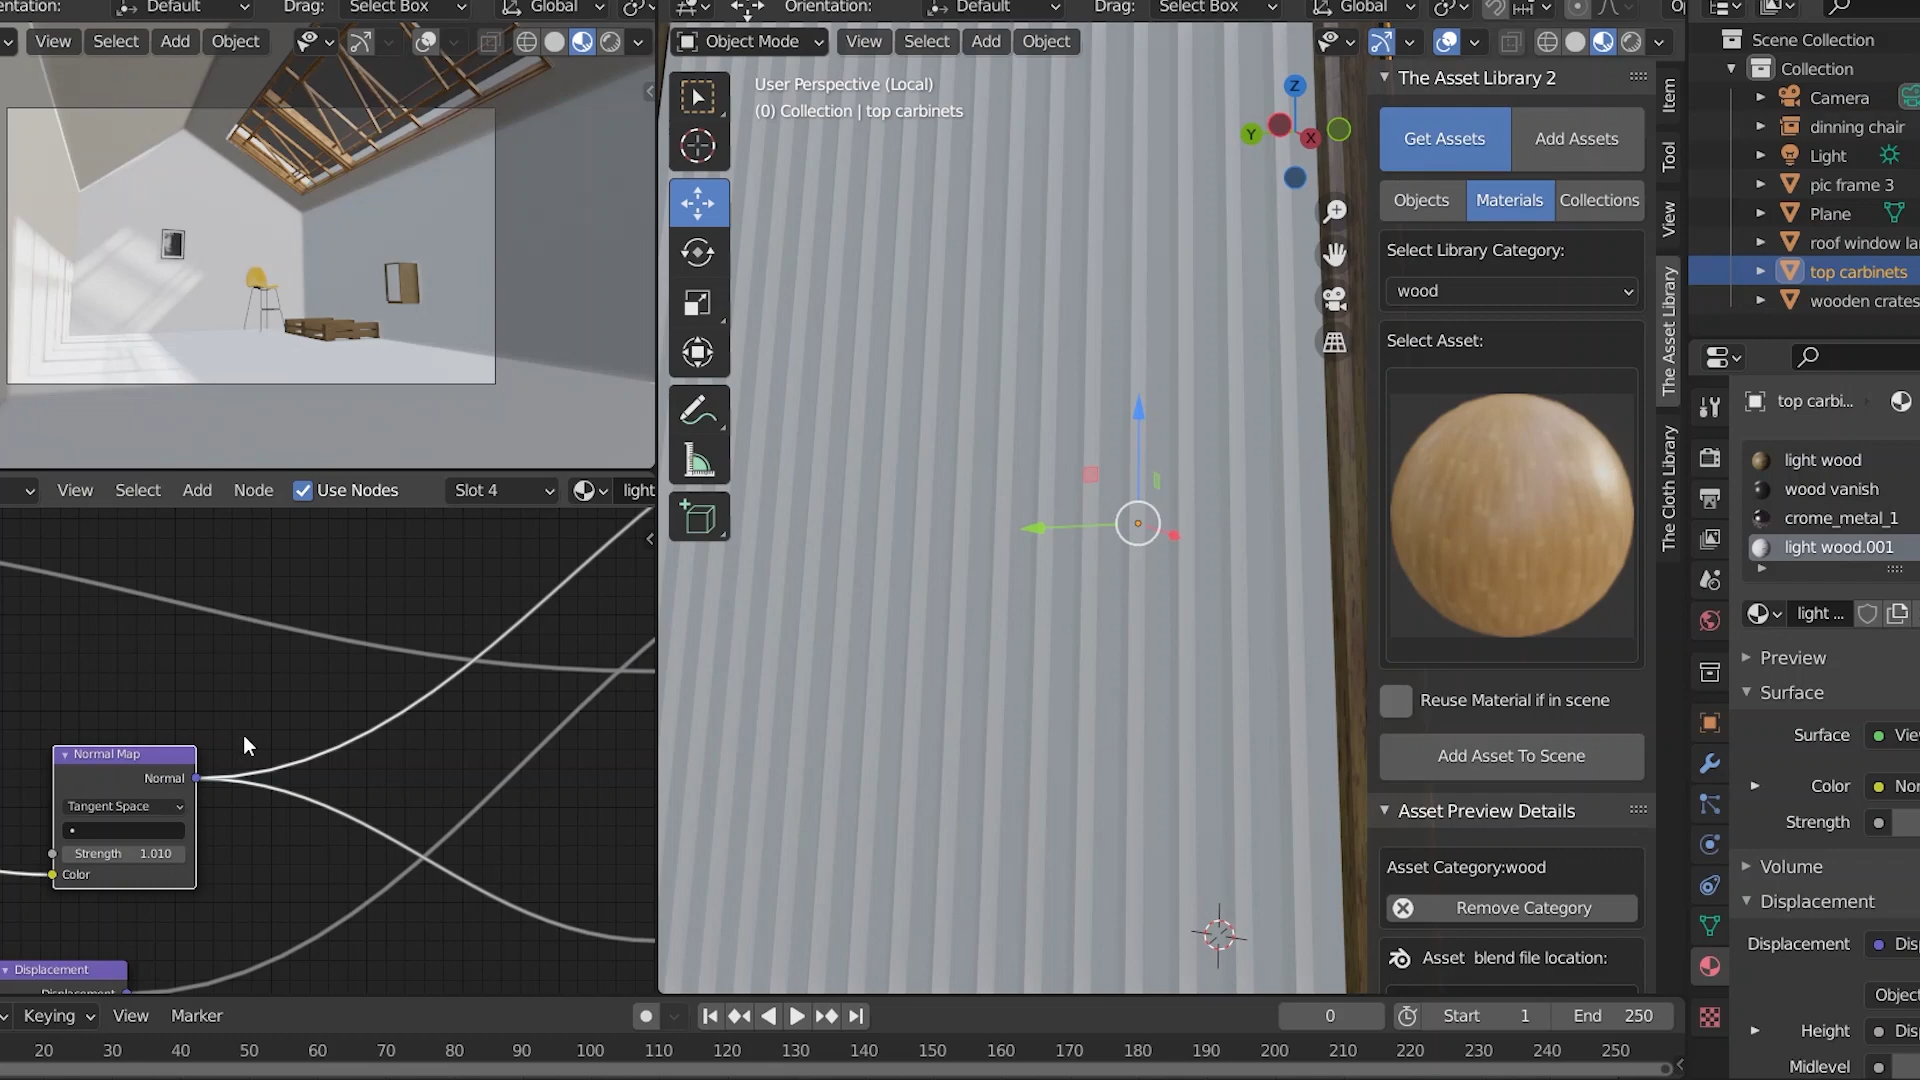 entation:
Default
Drag:
Select Box
Global
Orientation:
Default
Drag:
Select Box
Global
View
Select
Add
Object
Object Mode
View
Select
Add
Object
User Perspective (Local)
(0) Collection | top carbinets
Z
Y
X
The Asset Library 2
Get Assets
Add Assets
Objects
Materials
Collections
Select Library Category:
wood
Select Asset:
Reuse Material if in scene
Add Asset To Scene
Asset Preview Details
Asset Category:wood
Remove Category
Asset blend file location:
Item
Tool
View
The Asset Library
The Cloth Library
Scene Collection
Collection
Camera
dinning chair
Light
pic frame 3
Plane
roof window la
top carbinets
wooden crates
top carbi...
light wood
wood vanish
crome_metal_1
light wood.001
light ...
Preview
Surface
Surface
Vie
Color
Nor
Strength
Volume
Displacement
Displacement
Dis
Object
Height
Dis
Midlevel
View
Select
Add
Node
Use Nodes
Slot 4
light
Normal Map
Normal
Tangent Space
Strength 1.010
Color
Displacement
Displacement
Keying
View
Marker
0
Start 1
End 250
20 30 40 50 60 70 80 90 100 110 120 130 140 150 160 170 180 190 200 210 220 230 240 250